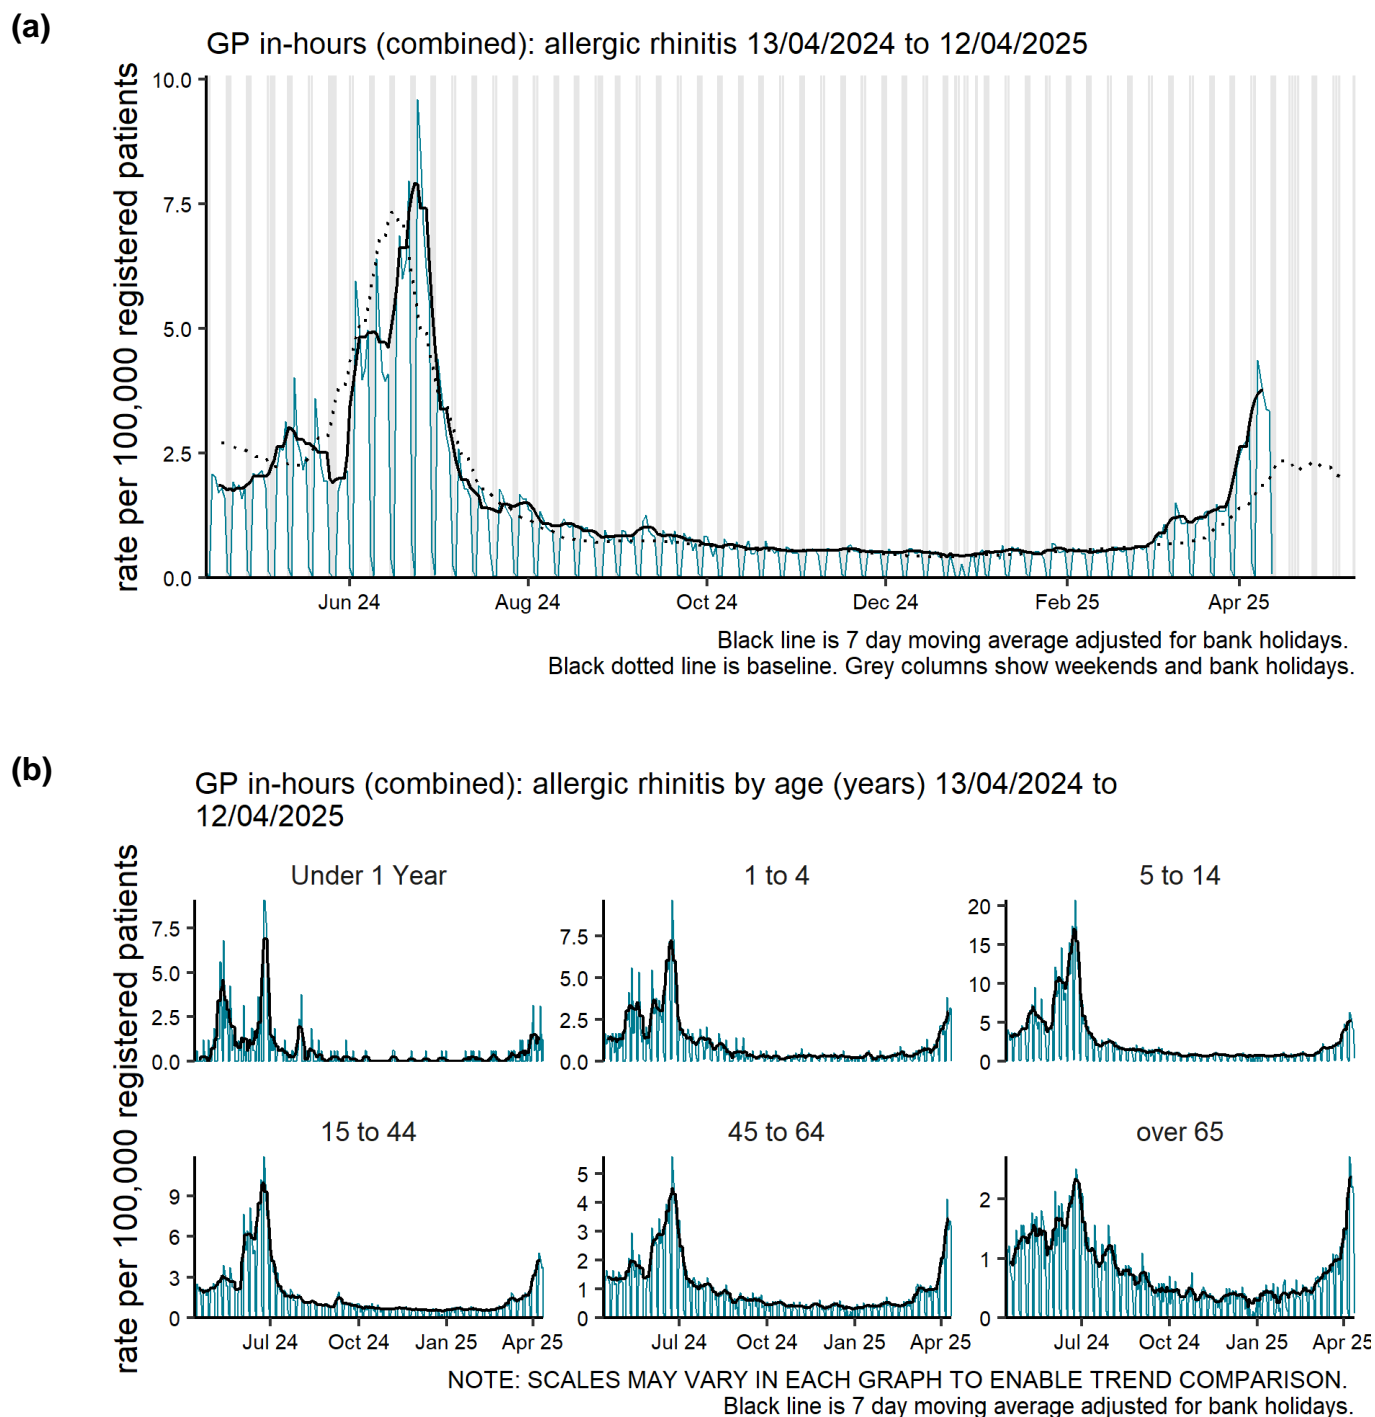 (a)
GP in-hours (combined): allergic rhinitis 13/04/2024 to 12/04/2025
rate per 100,000 registered patients
10.0
7.5
5.0
2.5
0.0
Jun 24 Aug 24 Oct 24 Dec 24 Feb 25 Apr 25
Black line is 7 day moving average adjusted for bank holidays.
Black dotted line is baseline. Grey columns show weekends and bank holidays.
(b)
GP in-hours (combined): allergic rhinitis by age (years) 13/04/2024 to
12/04/2025
rate per 100,000 registered patients
Under 1 Year
7.5
5.0
2.5
0.0
1 to 4
7.5
5.0
2.5
0.0
5 to 14
20
15
10
5
0
15 to 44
9
6
3
0
Jul 24 Oct 24 Jan 25 Apr 25
45 to 64
5
4
3
2
1
0
Jul 24 Oct 24 Jan 25 Apr 25
over 65
2
1
0
Jul 24 Oct 24 Jan 25 Apr 25
NOTE: SCALES MAY VARY IN EACH GRAPH TO ENABLE TREND COMPARISON.
Black line is 7 day moving average adjusted for bank holidays.